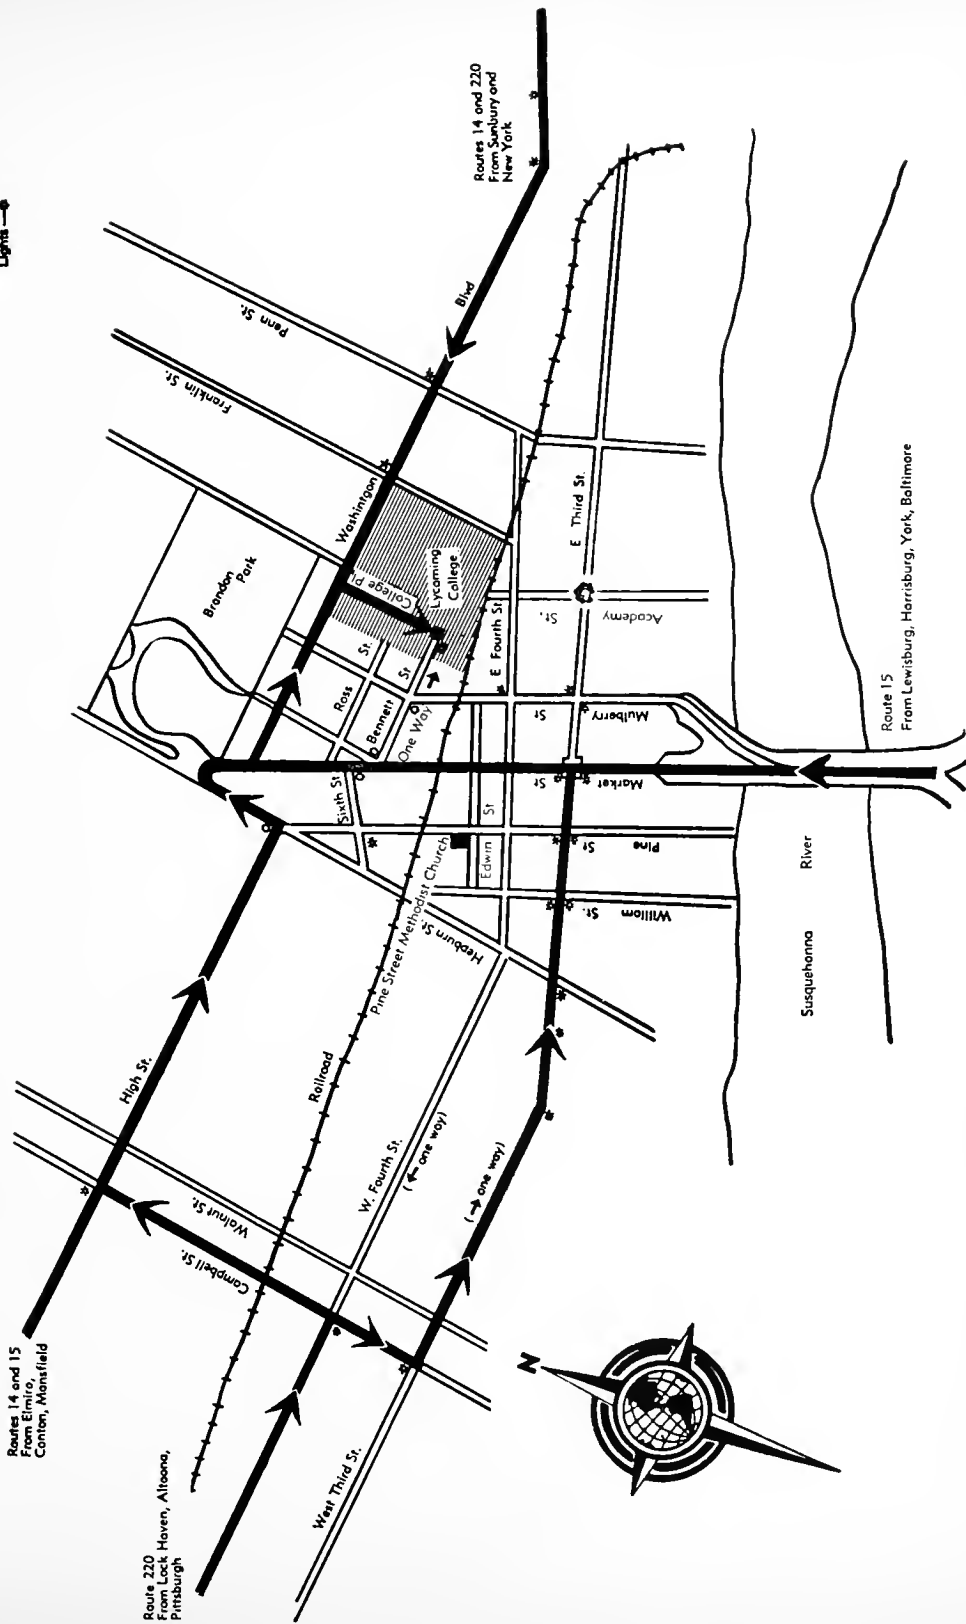 Lights
Routes 14 and 220
From Sunbury and
New York
Penn St.
Franklin St.
Blvd
Washington
Brandon
Park
College Pl.
Lycoming
College
E Third St.
E Fourth St.
Academy
St.
Ross
St.
Bennett
St
One Way
Mulberry
St
Market
St
Sixth St
Edwin
St
Pine
St
William
St.
Hepburn St.
Pine Street Methodist Church
Route 15
From Lewisburg, Harrisburg, York, Baltimore
Susquehanna
River
High St.
Railroad
Walnut St.
Campbell St.
W. Fourth St.
(← one way)
(→ one way)
West Third St.
Routes 14 and 15
From Elmira,
Canton, Mansfield
Route 220
From Lock Haven, Altoona,
Pittsburgh
N